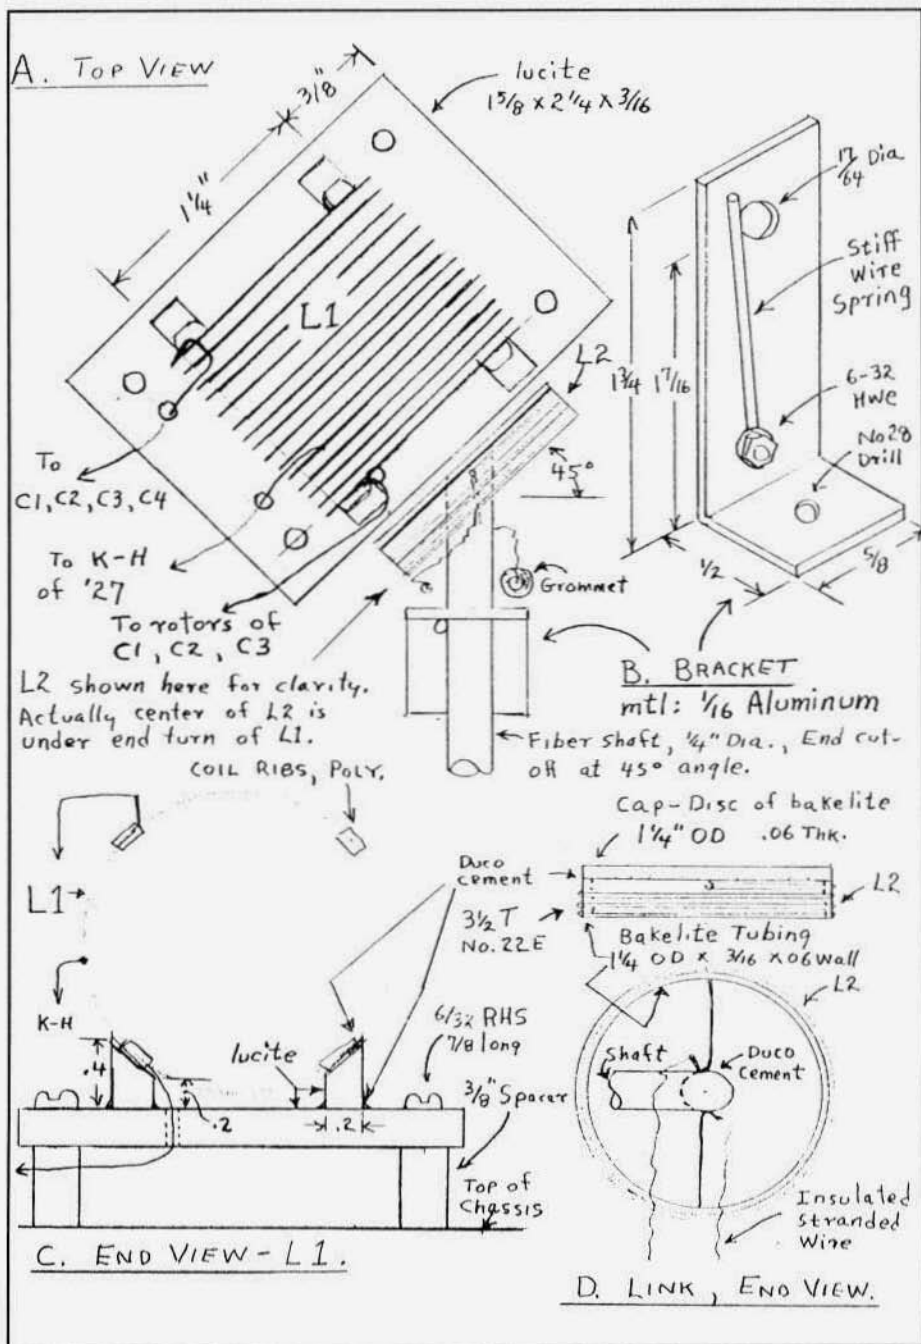 A. TOP VIEW
3/8"
1 1/4"
lucite
1 5/8 x 2 1/4 x 3/16
L1
L2
45°
To
C1, C2, C3, C4
To K-H
of '27
To rotors of
C1, C2, C3
Grommet
L2 shown here for clarity.
Actually center of L2 is
under end turn of L1.
Fiber shaft, 1/4" Dia., End cut-
off at 45° angle.
17/64 Dia
Stiff
Wire
Spring
1 3/4
1 7/16
6-32
HWE
No 28
Drill
1/2
5/8
B. BRACKET
mtl: 1/16 Aluminum
COIL RIBS, POLY.
L1
K-H
.4
.2
lucite
.2
Duco
cement
6/32 RHS
7/8 long
3/8" Spacer
Top of
Chassis
C. END VIEW - L1.
Cap-Disc of bakelite
1 1/4" OD .06 Thk.
L2
3 1/2 T
No. 22E
Bakelite Tubing
1 1/4 OD x 3/16 x 06 Wall
L2
Shaft
Duco
cement
Insulated
stranded
Wire
D. LINK, END VIEW.